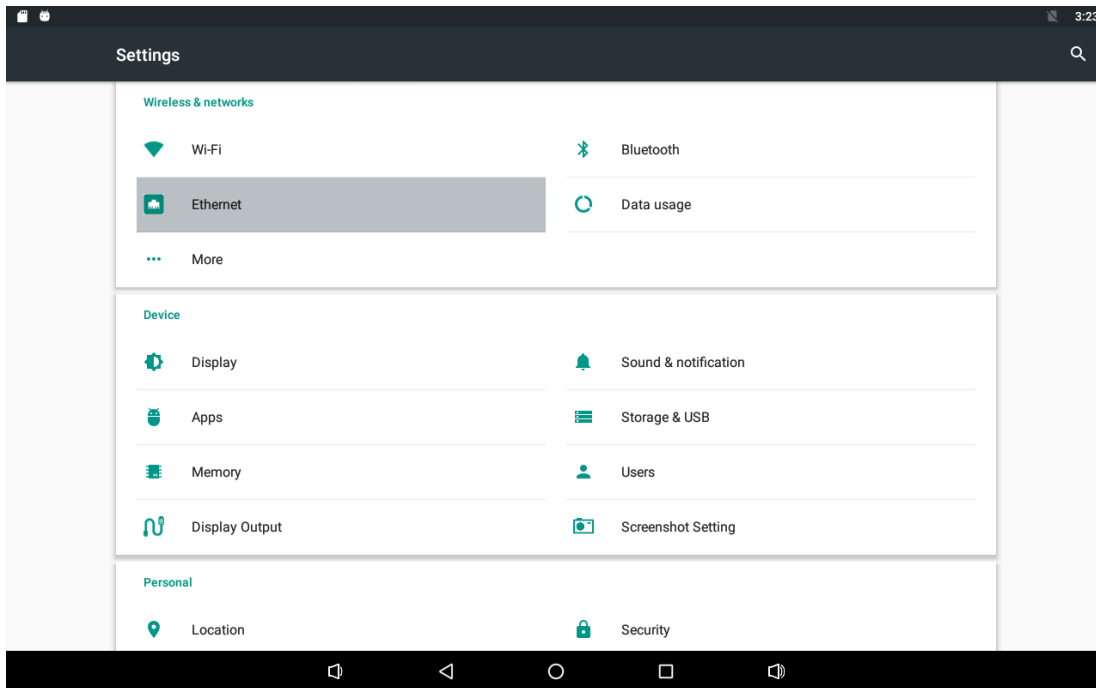 3:23
Settings
Wireless & networks
Wi-Fi
Bluetooth
Ethernet
Data usage
More
Device
Display
Sound & notification
Apps
Storage & USB
Memory
Users
Display Output
Screenshot Setting
Personal
Location
Security